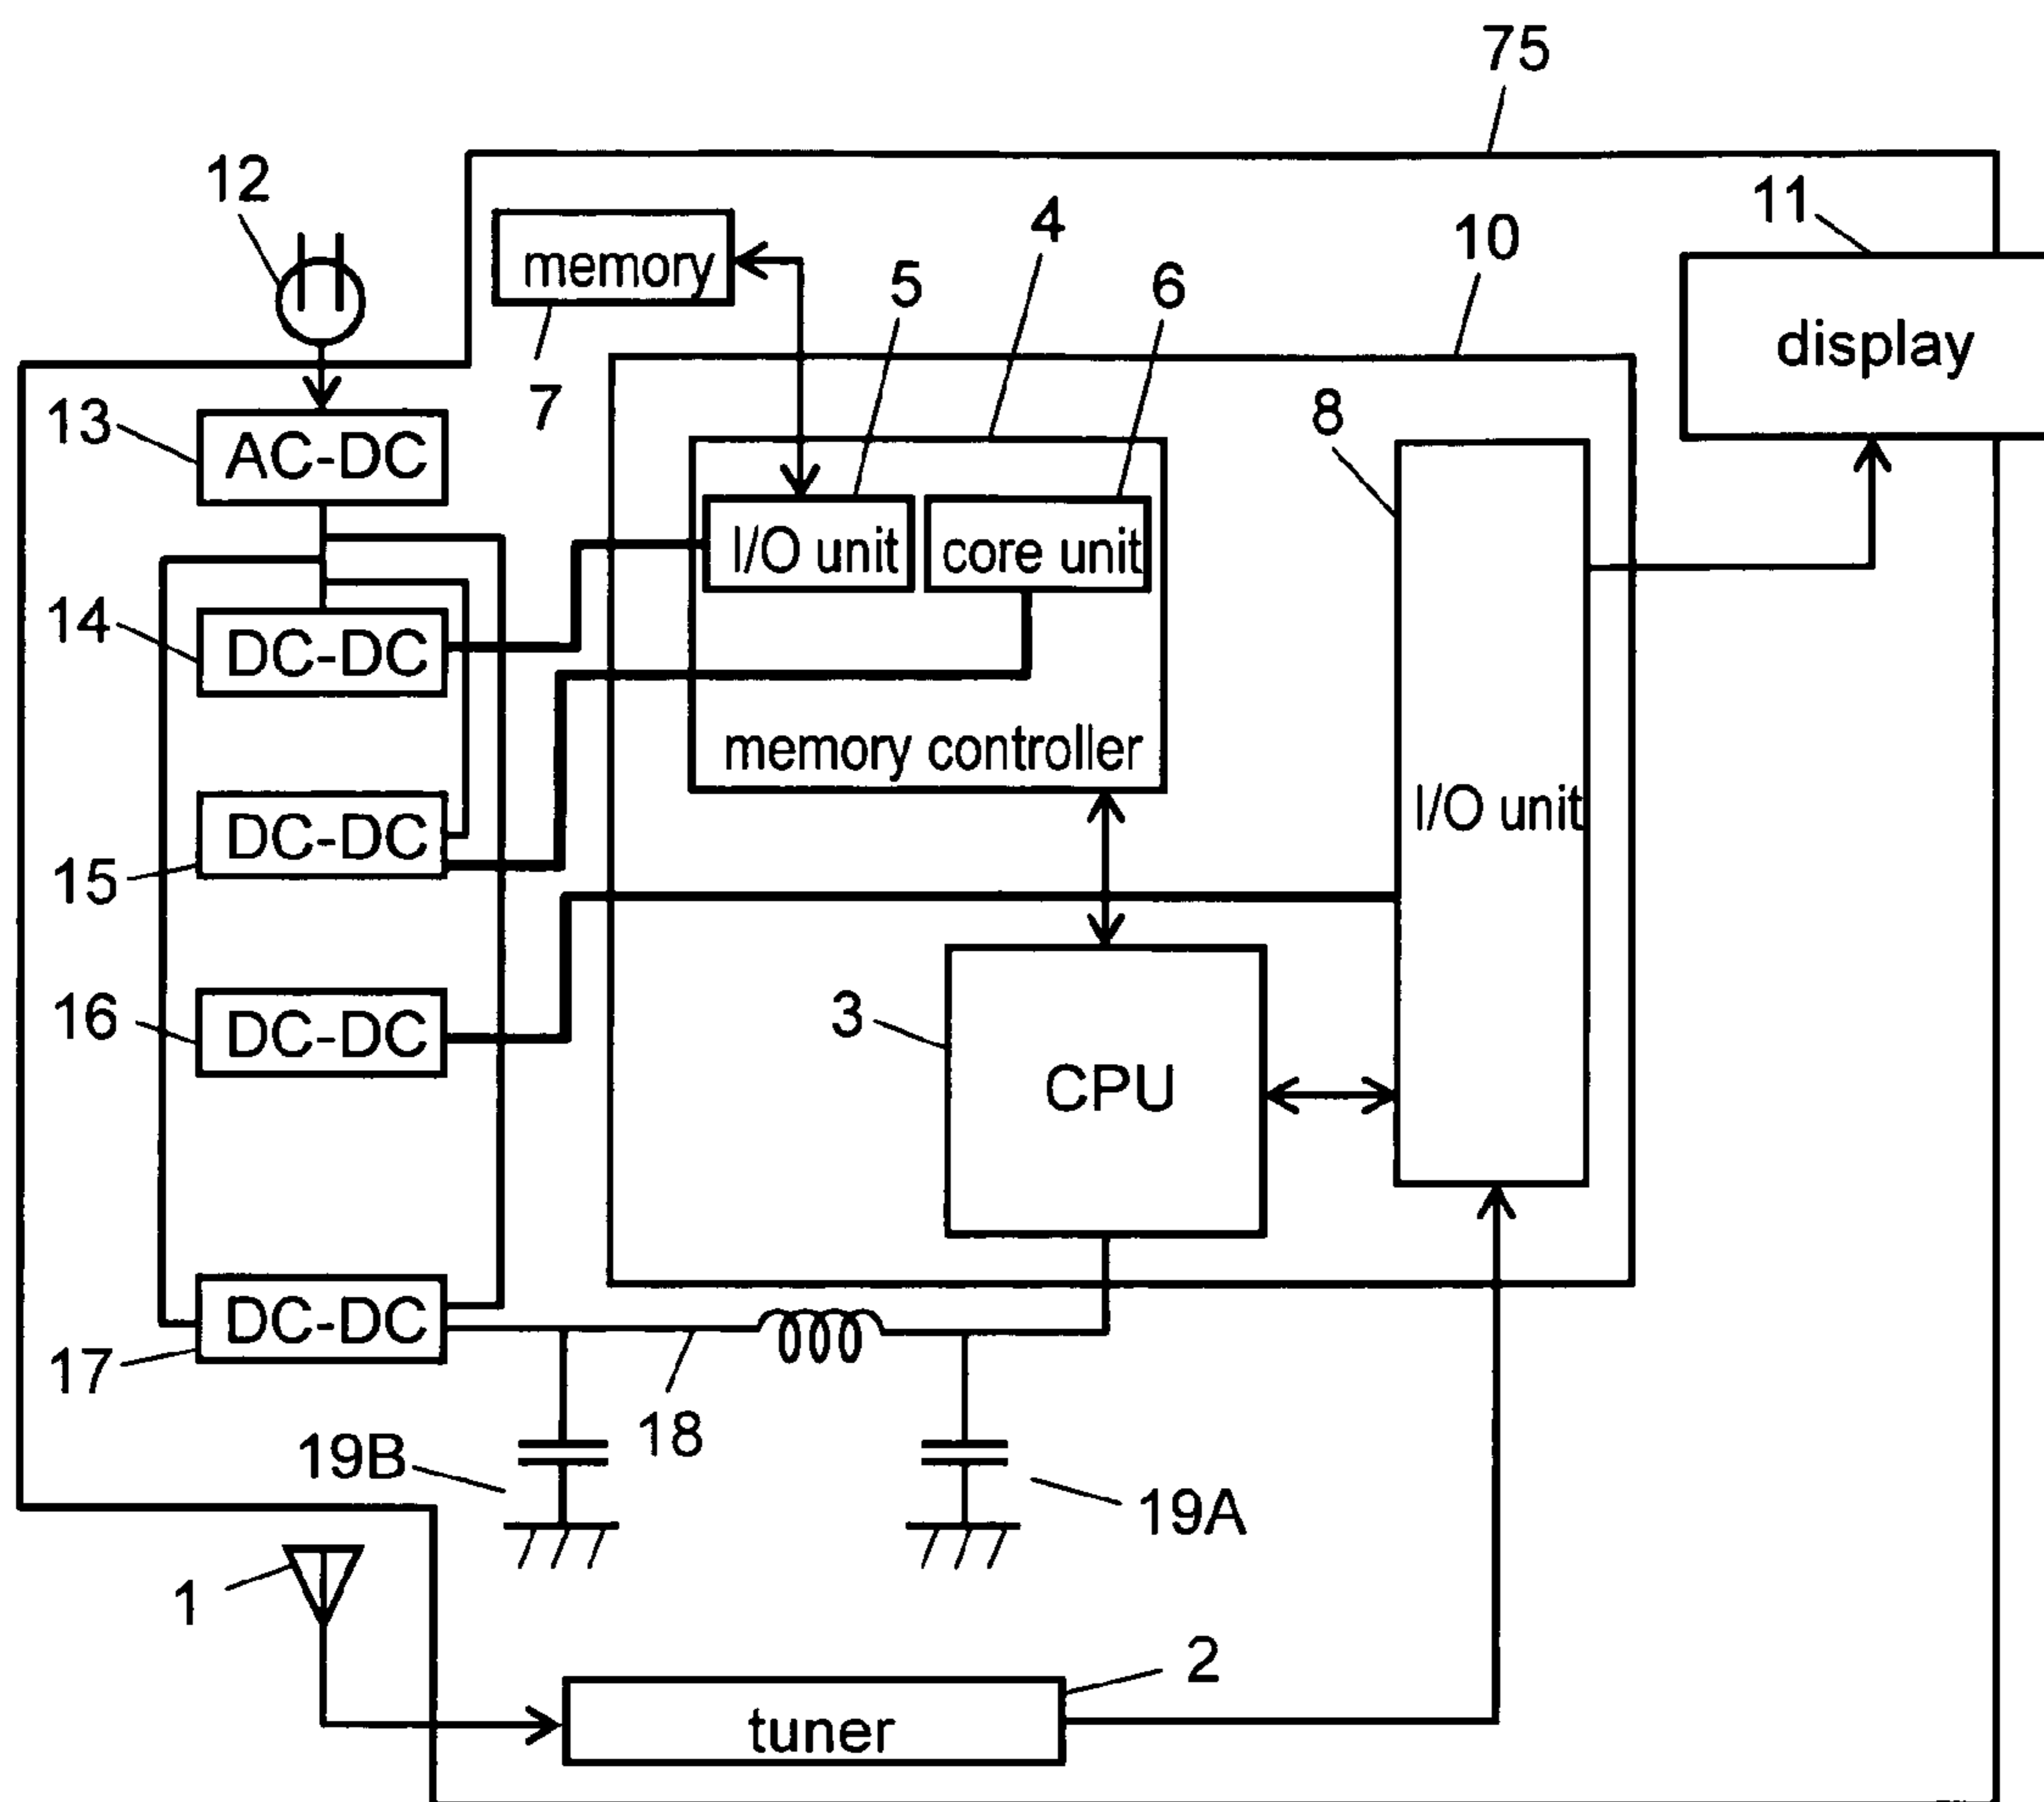 75
12
11
4
10
memory
5
6
display
7
8
13
AC-DC
I/O unit
core unit
14
DC-DC
memory controller
I/O unit
DC-DC
15
16
DC-DC
3
CPU
DC-DC
17
18
19B
19A
1
2
tuner